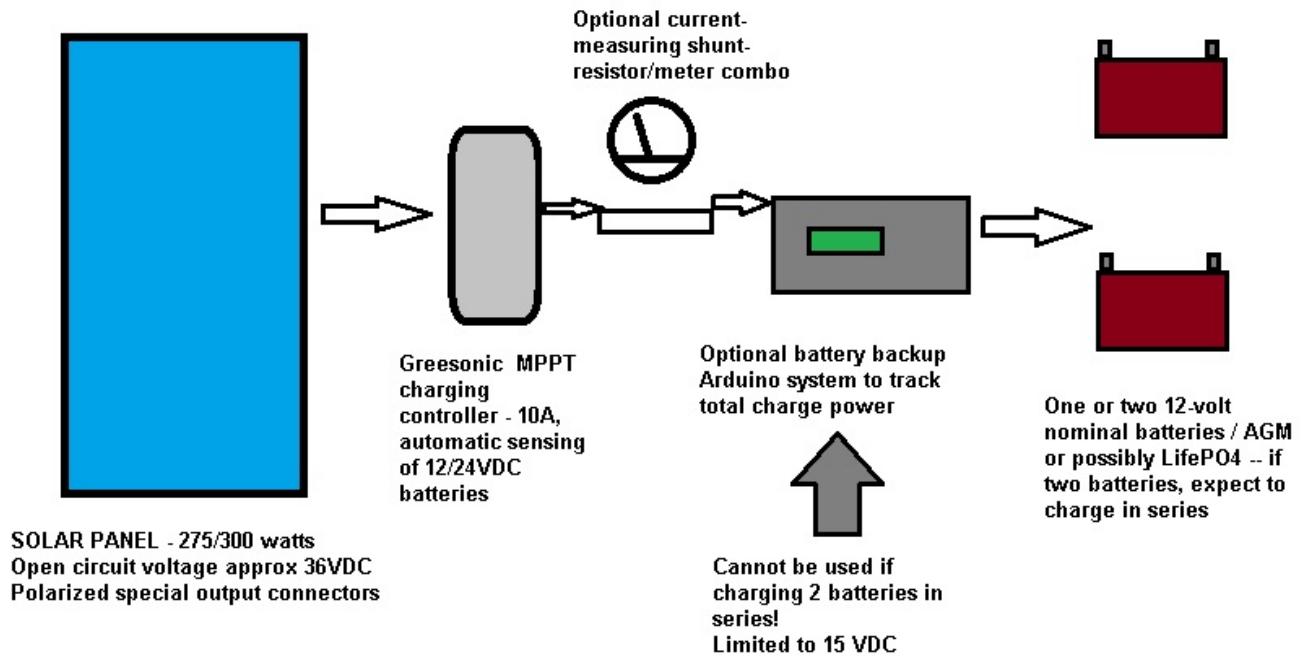 Optional current-
measuring shunt-
resistor/meter combo
Greesonic MPPT
charging
controller - 10A,
automatic sensing
of 12/24VDC
batteries
Optional battery backup
Arduino system to track
total charge power
One or two 12-volt
nominal batteries / AGM
or possibly LifePO4 -- if
two batteries, expect to
charge in series
SOLAR PANEL - 275/300 watts
Open circuit voltage approx 36VDC
Polarized special output connectors
Cannot be used if
charging 2 batteries in
series!
Limited to 15 VDC